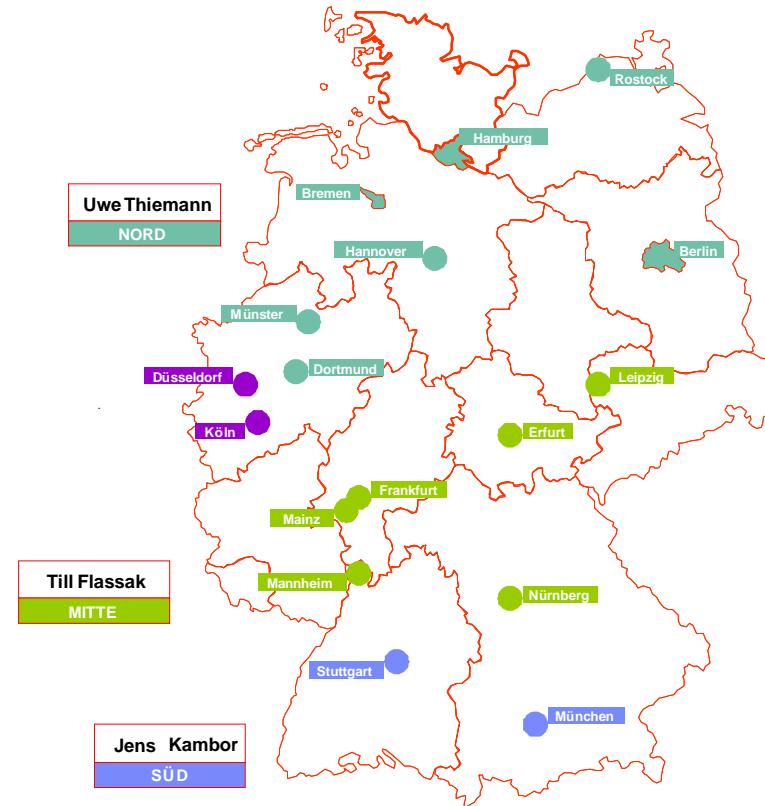 Rostock
Hamburg
Bremen
Uwe Thiemann
NORD
Hannover
Berlin
Münster
Düsseldorf
Dortmund
Leipzig
Köln
Erfurt
Frankfurt
Mainz
Till Flassak
MITTE
Mannheim
Nürnberg
Stuttgart
München
Jens Kambor
SÜD